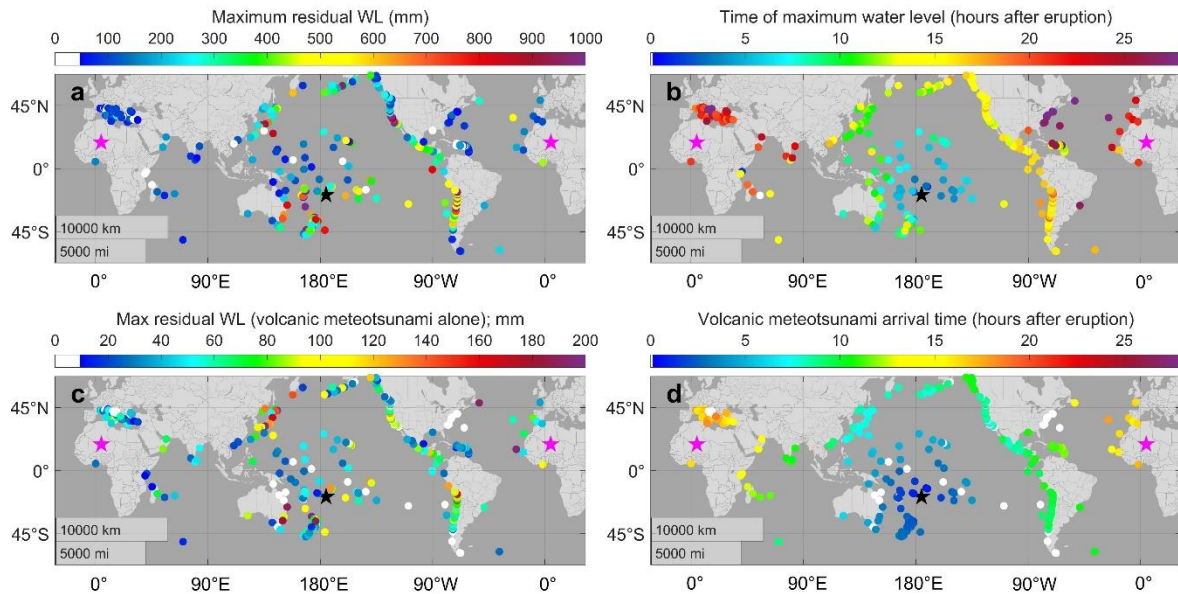 Maximum residual WL (mm)
0 100 200 300 400 500 600 700 800 900 1000
a
45°N
0°
45°S
10000 km
5000 mi
0° 90°E 180°E 90°W 0°
Time of maximum water level (hours after eruption)
0 5 10 15 20 25
b
45°N
0°
45°S
10000 km
5000 mi
0° 90°E 180°E 90°W 0°
Max residual WL (volcanic meteotsunami alone); mm
0 20 40 60 80 100 120 140 160 180 200
c
45°N
0°
45°S
10000 km
5000 mi
0° 90°E 180°E 90°W 0°
Volcanic meteotsunami arrival time (hours after eruption)
0 5 10 15 20 25
d
45°N
0°
45°S
10000 km
5000 mi
0° 90°E 180°E 90°W 0°